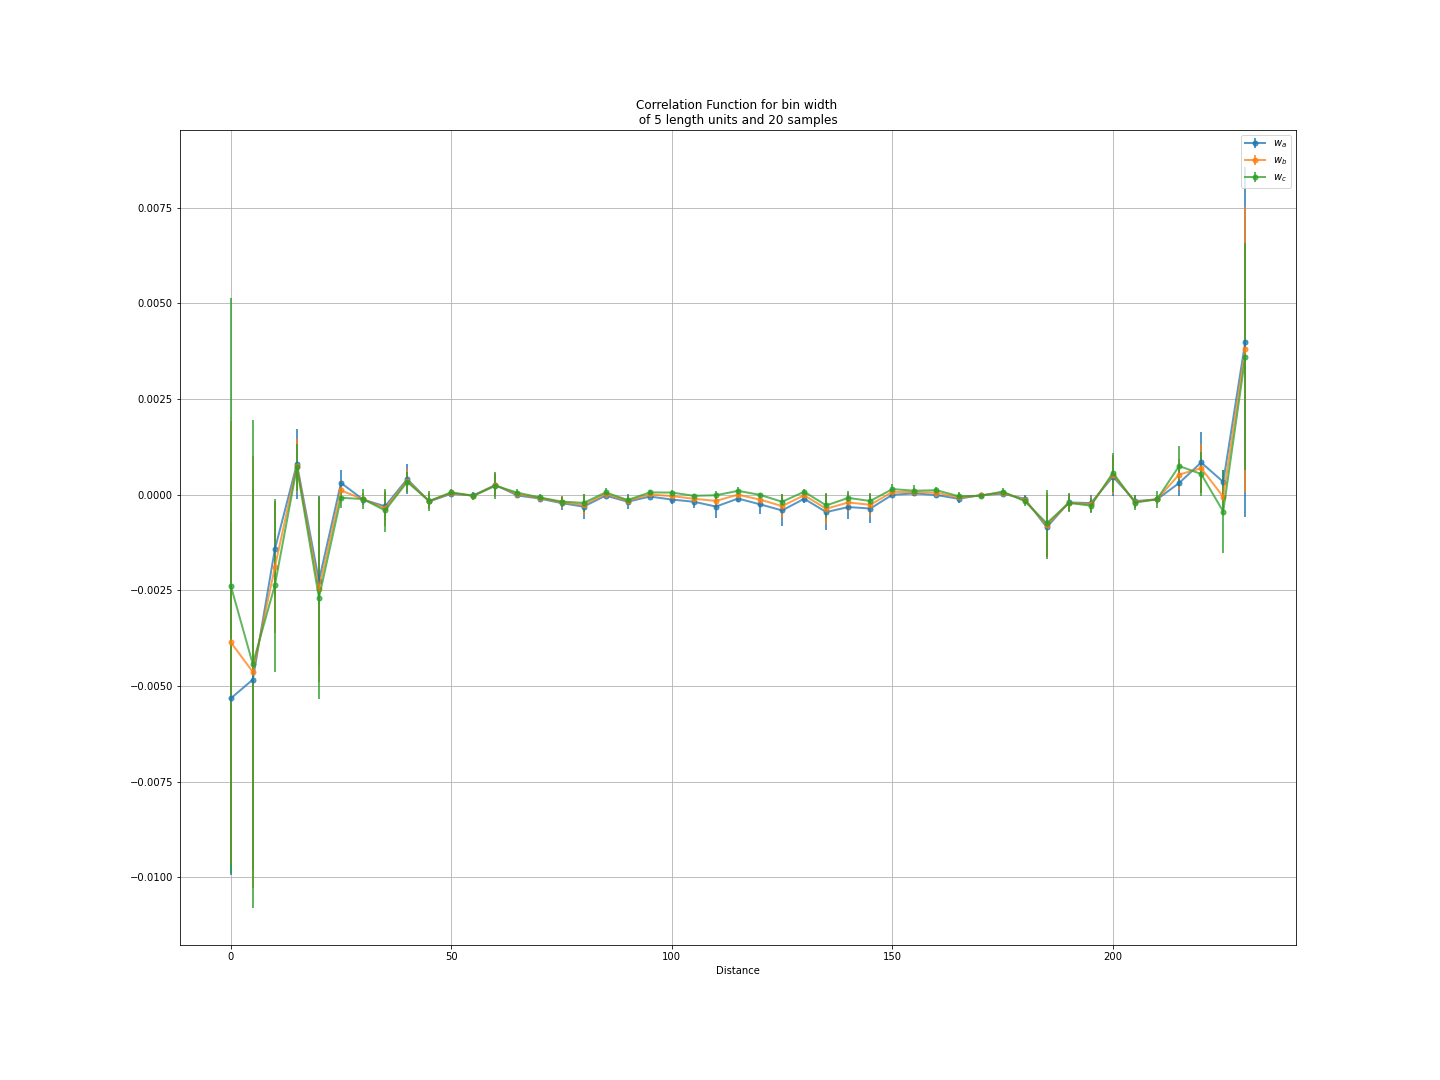 Correlation Function for bin width
of 5 length units and 20 samples
w_a
w_b
w_c
0.0075
0.0050
0.0025
0.0000
−0.0025
−0.0050
−0.0075
−0.0100
0 50 100 150 200
Distance